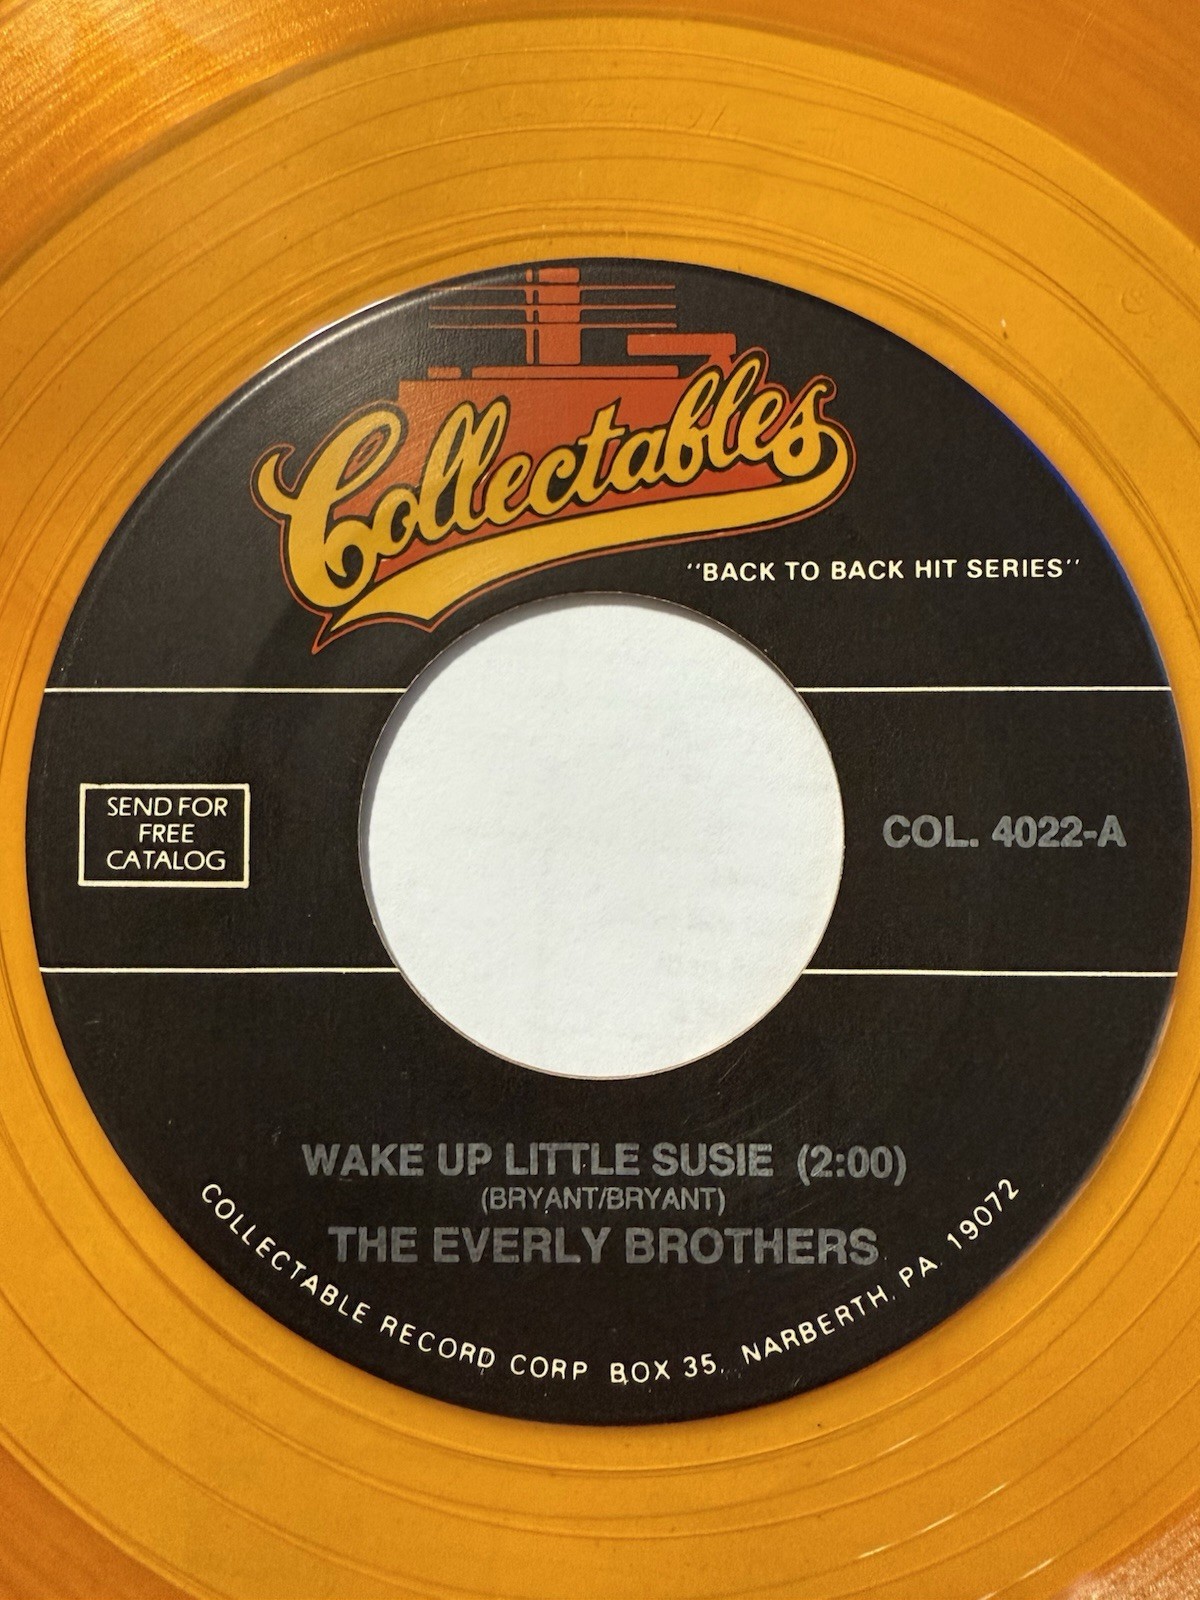 Collectables
"BACK TO BACK HIT SERIES"
SEND FOR
FREE
CATALOG
COL. 4022-A
WAKE UP LITTLE SUSIE (2:00)
(BRYANT/BRYANT)
THE EVERLY BROTHERS
COLLECTABLE RECORD CORP BOX 35, NARBERTH, PA. 19072